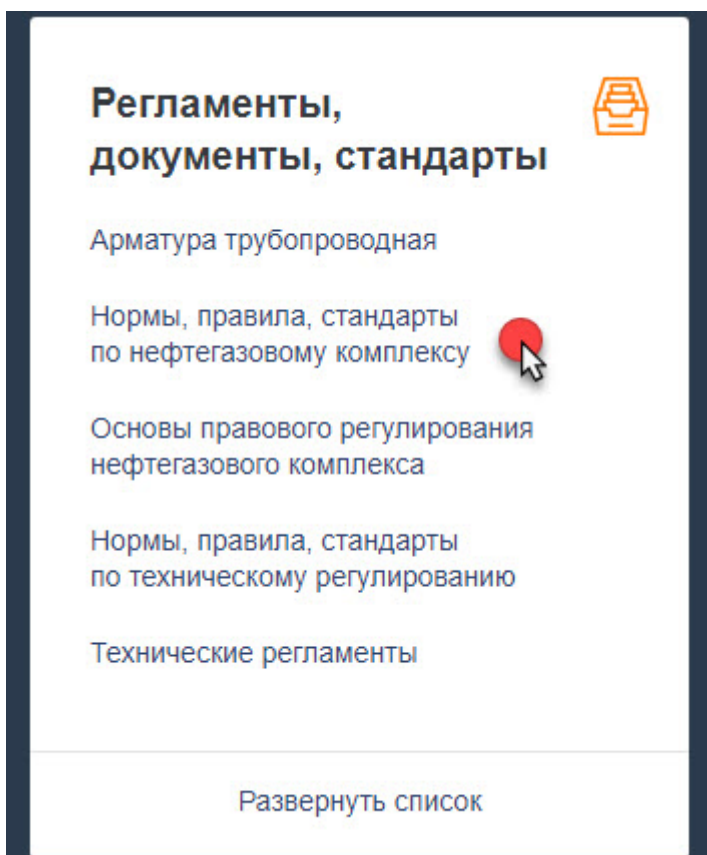 Регламенты,
документы, стандарты
Арматура трубопроводная
Нормы, правила, стандарты
по нефтегазовому комплексу
Основы правового регулирования
нефтегазового комплекса
Нормы, правила, стандарты
по техническому регулированию
Технические регламенты
Развернуть список